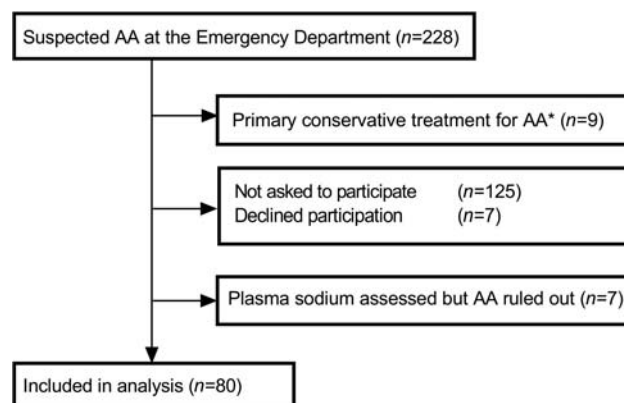 Suspected AA at the Emergency Department (n=228)
Primary conservative treatment for AA* (n=9)
Not asked to participate (n=125)
Declined participation (n=7)
Plasma sodium assessed but AA ruled out (n=7)
Included in analysis (n=80)